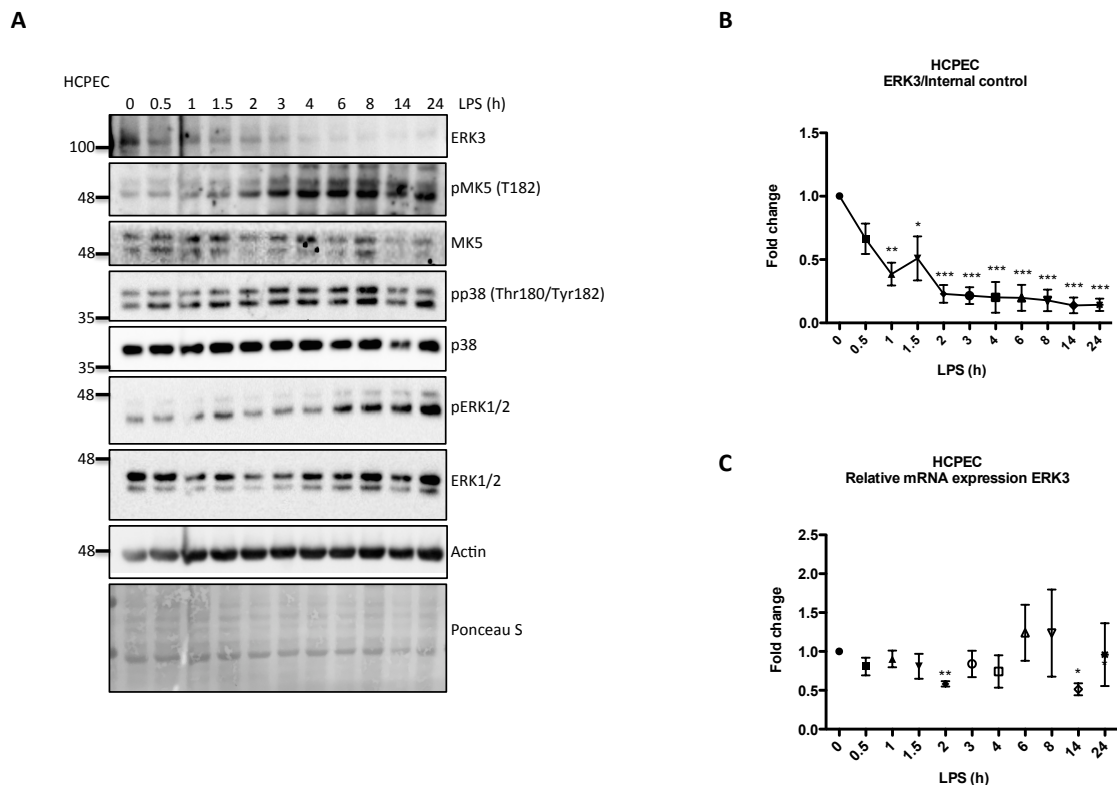 A
HCPEC
0 0.5 1 1.5 2 3 4 6 8 14 24 LPS (h)
100
ERK3
48
pMK5 (T182)
48
MK5
35
pp38 (Thr180/Tyr182)
35
p38
48
pERK1/2
48
ERK1/2
48
Actin
Ponceau S
B
HCPEC
ERK3/Internal control
Fold change
1.5
1.0
0.5
0.0
** * *** *** *** *** *** *** ***
0 0.5 1 1.5 2 3 4 6 8 14 24
LPS (h)
C
HCPEC
Relative mRNA expression ERK3
Fold change
2.5
2.0
1.5
1.0
0.5
0.0
** * *
0 0.5 1 1.5 2 3 4 6 8 14 24
LPS (h)